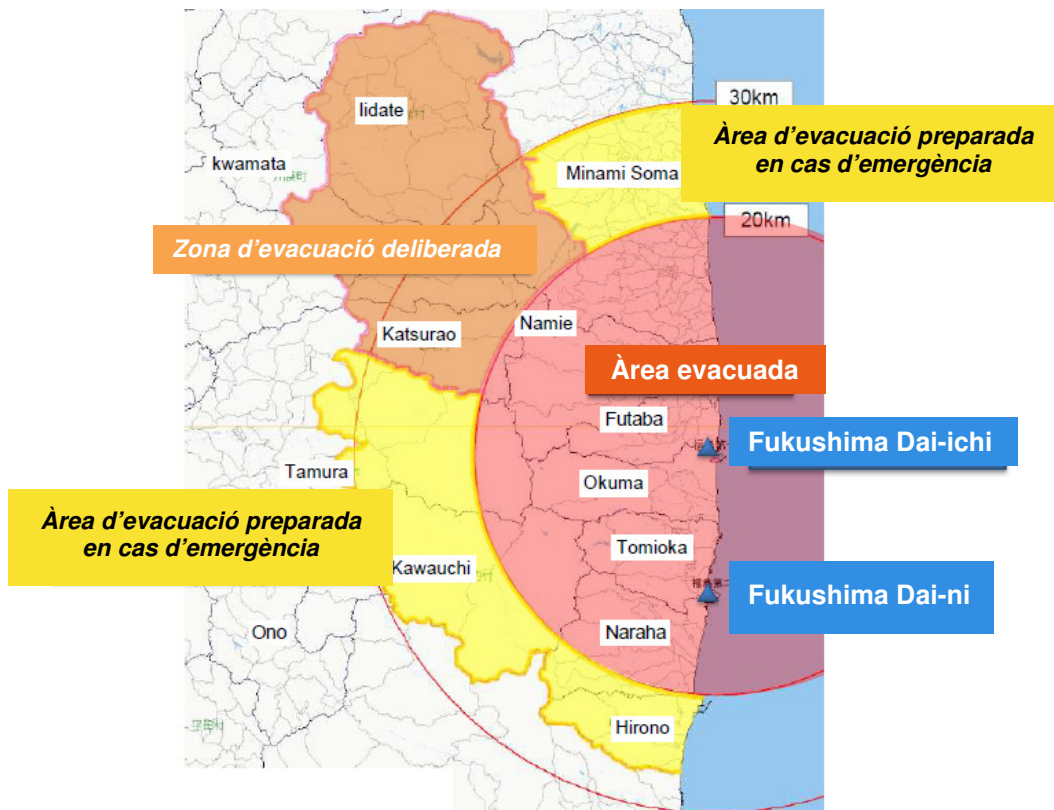 30km
Iidate
Àrea d’evacuació preparada
en cas d’emergència
kwamata
Minami Soma
20km
Zona d’evacuació deliberada
Namie
Katsurao
Àrea evacuada
Futaba
Fukushima Dai-ichi
Tamura
Okuma
Àrea d’evacuació preparada
en cas d’emergència
Tomioka
Kawauchi
Fukushima Dai-ni
Ono
Naraha
Hirono